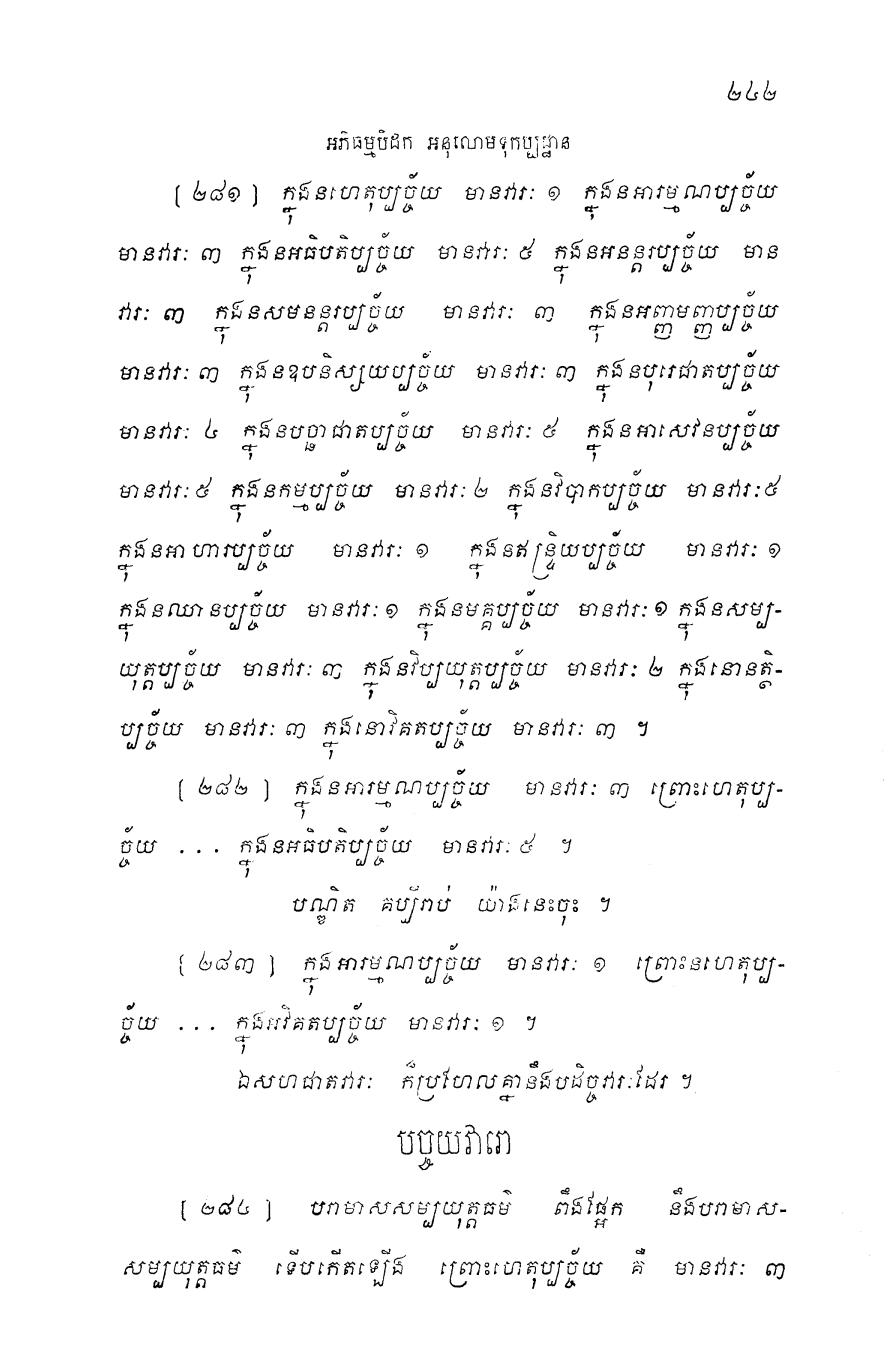 ២៤២
អភិធម្មបិដក អនុលោមទុកប្បដ្ឋាន
[ ២៨១ ] ក្នុងនហេតុប្បច្ច័យ មានវារៈ ១ ក្នុងនអារម្មណប្បច្ច័យ
មានវារៈ ៣ ក្នុងនអធិបតិប្បច្ច័យ មានវារៈ ៥ ក្នុងនអនន្តរប្បច្ច័យ មាន
វារៈ ៣ ក្នុងនសមនន្តរប្បច្ច័យ មានវារៈ ៣ ក្នុងនអញ្ញាមញ្ញប្បច្ច័យ
មានវារៈ ៣ ក្នុងនឧបនិស្សយប្បច្ច័យ មានវារៈ ៣ ក្នុងនបុរេជាតប្បច្ច័យ
មានវារៈ ៤ ក្នុងនបច្ឆាជាតប្បច្ច័យ មានវារៈ ៥ ក្នុងនអាសេវនប្បច្ច័យ
មានវារៈ ៥ ក្នុងនកម្មប្បច្ច័យ មានវារៈ ២ ក្នុងនវិបាកប្បច្ច័យ មានវារៈ ៥
ក្នុងនអាហារប្បច្ច័យ មានវារៈ ១ ក្នុងនឥន្ទ្រិយប្បច្ច័យ មានវារៈ ១
ក្នុងនឈានប្បច្ច័យ មានវារៈ ១ ក្នុងនមគ្គប្បច្ច័យ មានវារៈ ១ ក្នុងនសម្ប-
យុត្តប្បច្ច័យ មានវារៈ ៣ ក្នុងនវិប្បយុត្តប្បច្ច័យ មានវារៈ ២ ក្នុងនោនត្ថិ-
ប្បច្ច័យ មានវារៈ ៣ ក្នុងនោវិគតប្បច្ច័យ មានវារៈ ៣ ។
[ ២៨២ ] ក្នុងនអារម្មណប្បច្ច័យ មានវារៈ ៣ ព្រោះហេតុប្ប-
ច្ច័យ ... ក្នុងនអធិបតិប្បច្ច័យ មានវារៈ ៥ ។
បណ្ឌិត គប្បីរាប់ យ៉ាងនេះចុះ ។
[ ២៨៣ ] ក្នុងអារម្មណប្បច្ច័យ មានវារៈ ១ ព្រោះនហេតុប្ប-
ច្ច័យ ... ក្នុងអវិគតប្បច្ច័យ មានវារៈ ១ ។
ឯសហជាតវារៈ ក៏ប្រហែលគ្នានឹងបដិច្ចវារៈដែរ ។
បច្ចយវារោ
[ ២៨៤ ] បរាមាសសម្បយុត្តធម៌ ពឹងផ្អែក នឹងបរាមាស-
សម្បយុត្តធម៌ ទើបកើតឡើង ព្រោះហេតុប្បច្ច័យ គឺ មានវារៈ ៣